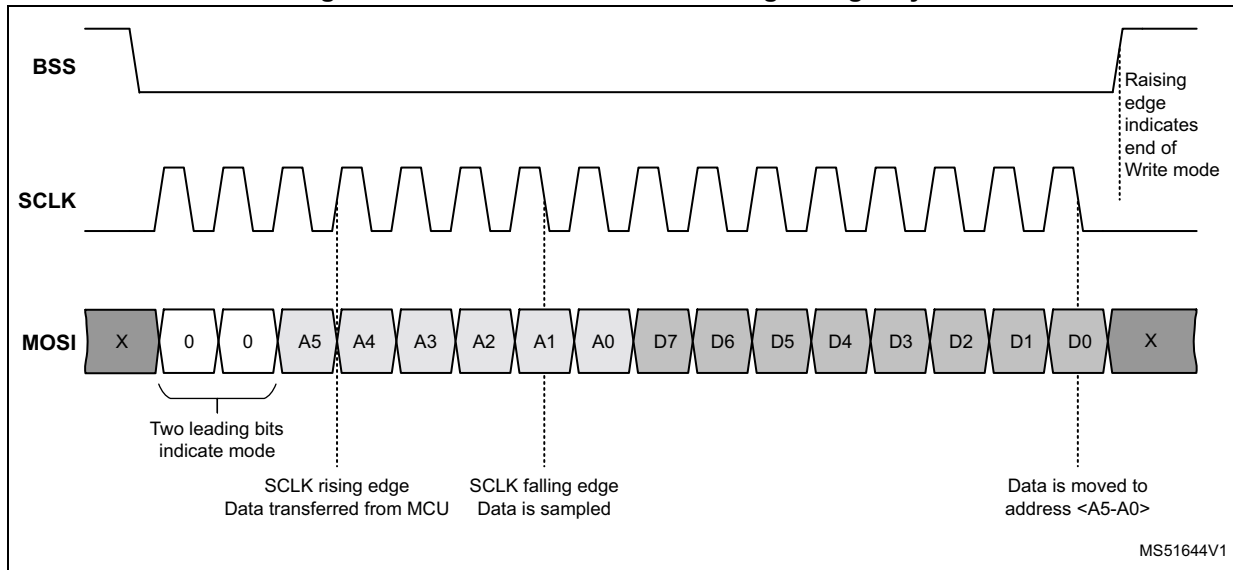 BSS
Raising
edge
indicates
end of
Write mode
SCLK
MOSI X 0 0 A5 A4 A3 A2 A1 A0 D7 D6 D5 D4 D3 D2 D1 D0 X
Two leading bits
indicate mode
SCLK rising edge
Data transferred from MCU
SCLK falling edge
Data is sampled
Data is moved to
address <A5-A0>
MS51644V1